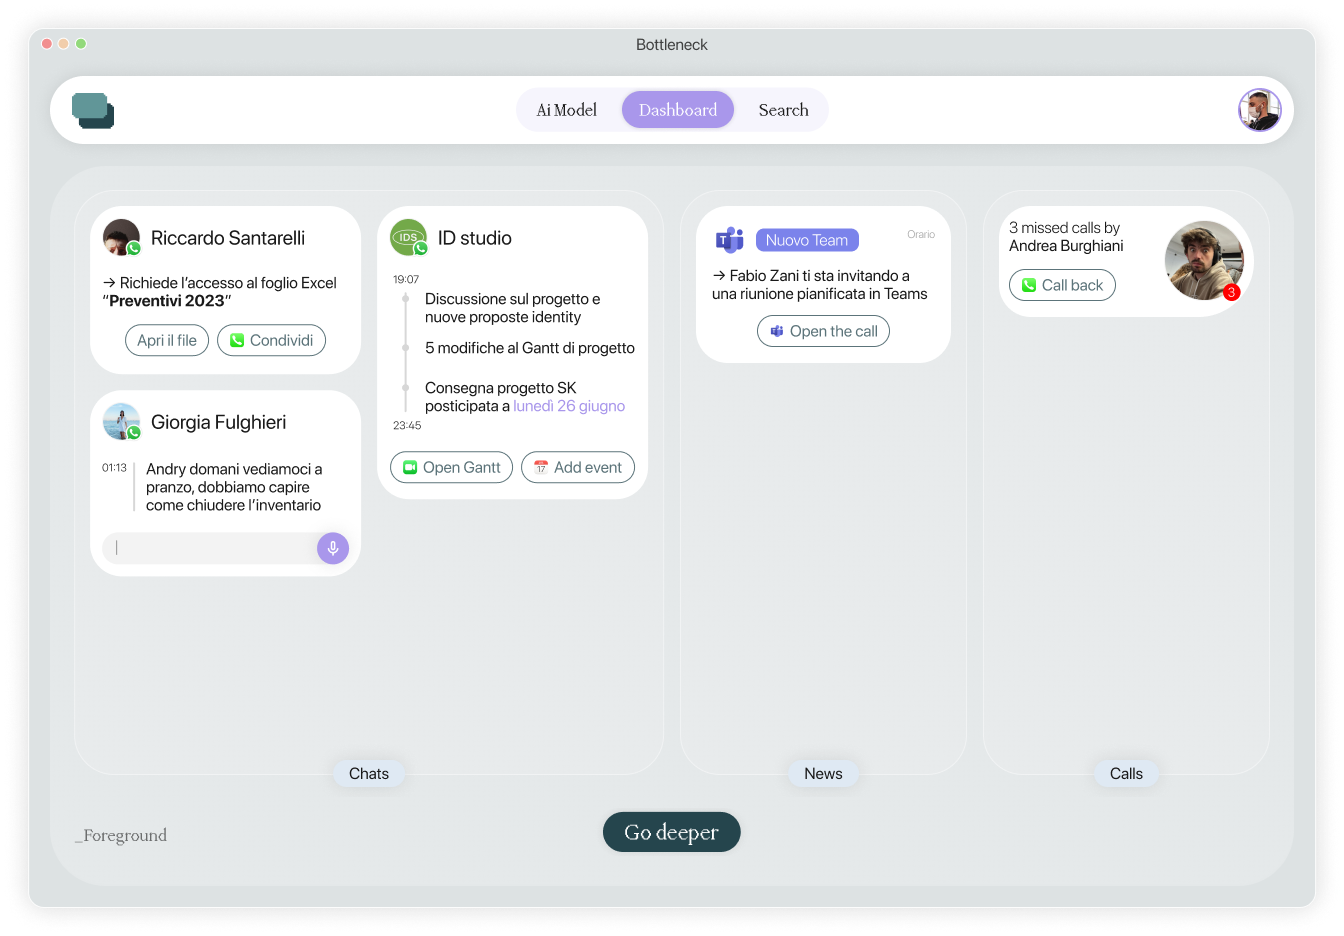 Bottleneck
Ai Model
Dashboard
Search
Riccardo Santarelli
→ Richiede l'accesso al foglio Excel
“Preventivi 2023”
Apri il file
Condividi
Giorgia Fulghieri
01:13
Andry domani vediamoci a
pranzo, dobbiamo capire
come chiudere l'inventario
IDS
ID studio
19:07
Discussione sul progetto e
nuove proposte identity
5 modifiche al Gantt di progetto
Consegna progetto SK
posticipata a lunedì 26 giugno
23:45
Open Gantt
17
Add event
T
Nuovo Team
Orario
→ Fabio Zani ti sta invitando a
una riunione pianificata in Teams
Open the call
3 missed calls by
Andrea Burghiani
Call back
3
Chats
News
Calls
_Foreground
Go deeper